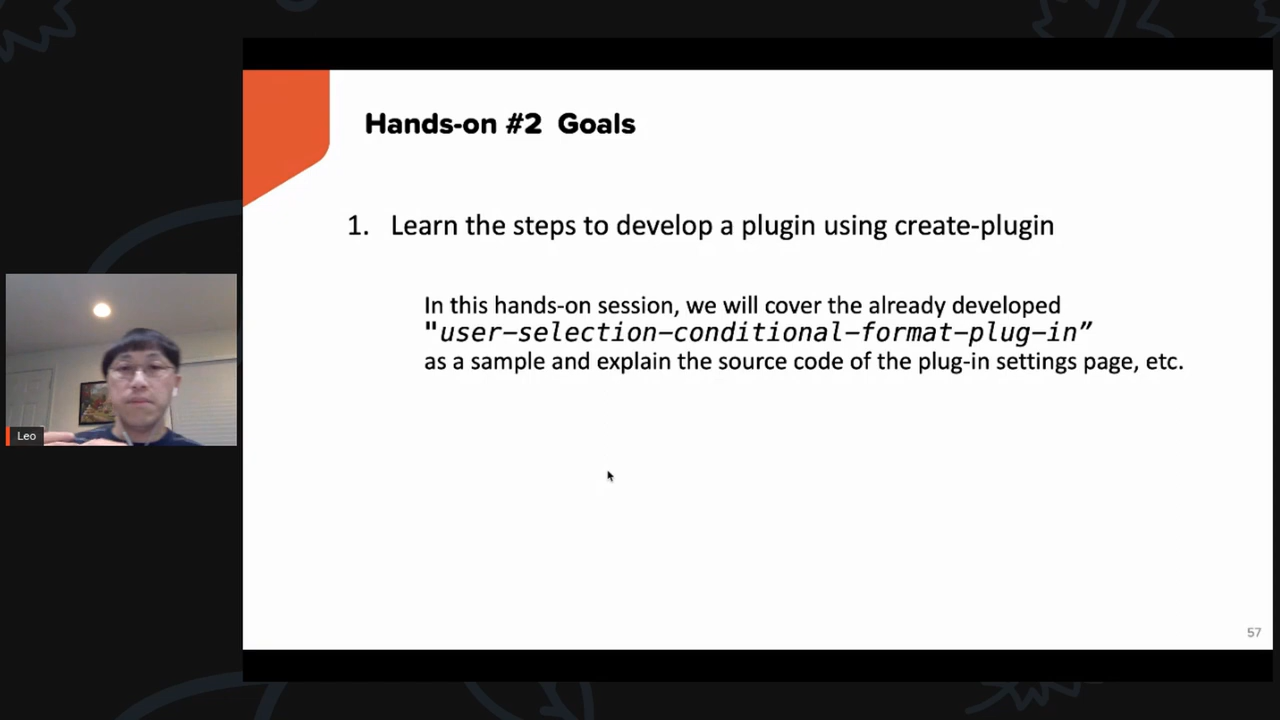 Hands-on #2 Goals
1. Learn the steps to develop a plugin using create-plugin
In this hands-on session, we will cover the already developed
"user-selection-conditional-format-plug-in”
as a sample and explain the source code of the plug-in settings page, etc.
Leo
57